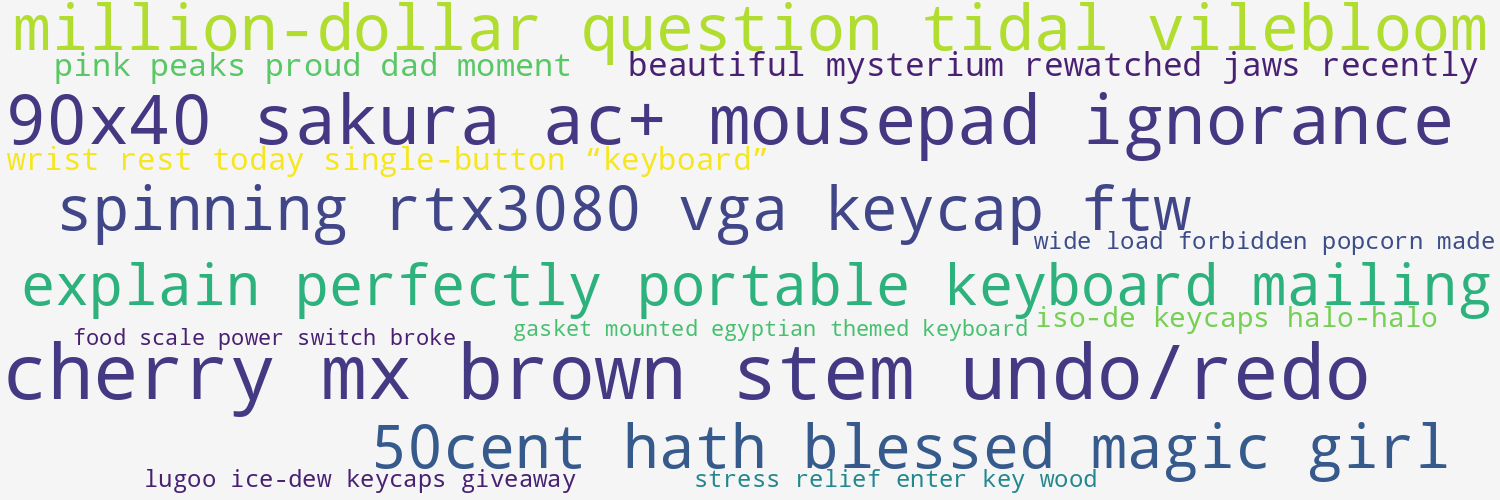 million-dollar question tidal vilebloom
pink peaks proud dad moment
beautiful mysterium rewatched jaws recently
90x40 sakura ac+ mousepad ignorance
wrist rest today single-button “keyboard”
spinning rtx3080 vga keycap ftw
wide load forbidden popcorn made
explain perfectly portable keyboard mailing
iso-de keycaps halo-halo
food scale power switch broke
gasket mounted egyptian themed keyboard
cherry mx brown stem undo/redo
50cent hath blessed magic girl
lugoo ice-dew keycaps giveaway
stress relief enter key wood